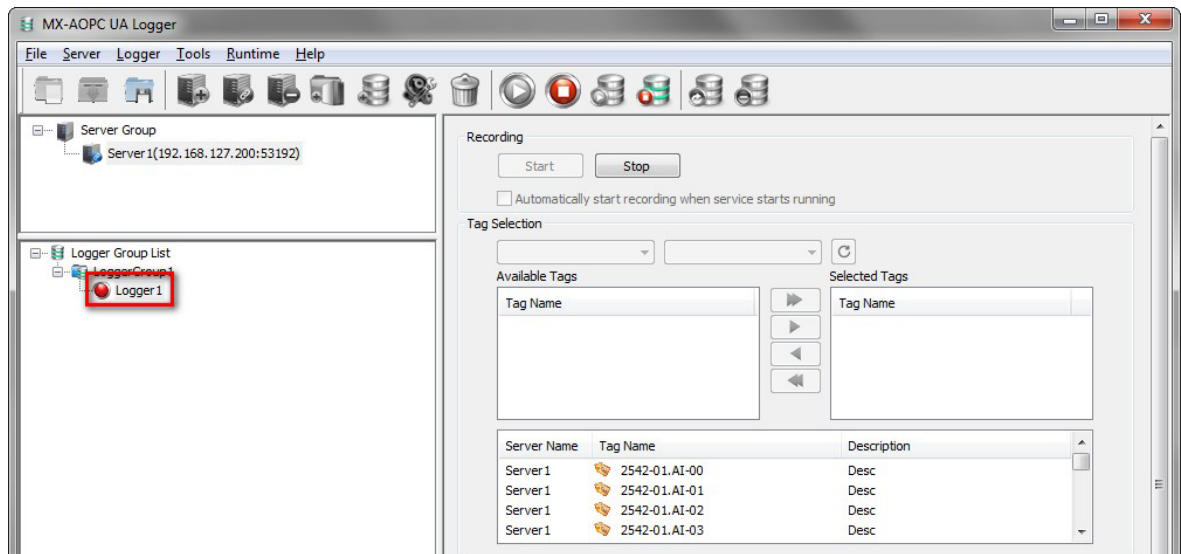 MX-AOPC UA Logger
File Server Logger Tools Runtime Help
Server Group
Server1(192.168.127.200:53192)
Logger Group List
LoggerGroup1
Logger1
Recording
Start Stop
Automatically start recording when service starts running
Tag Selection
Available Tags Selected Tags
Tag Name Tag Name
Server Name Tag Name Description
Server1 2542-01.AI-00 Desc
Server1 2542-01.AI-01 Desc
Server1 2542-01.AI-02 Desc
Server1 2542-01.AI-03 Desc